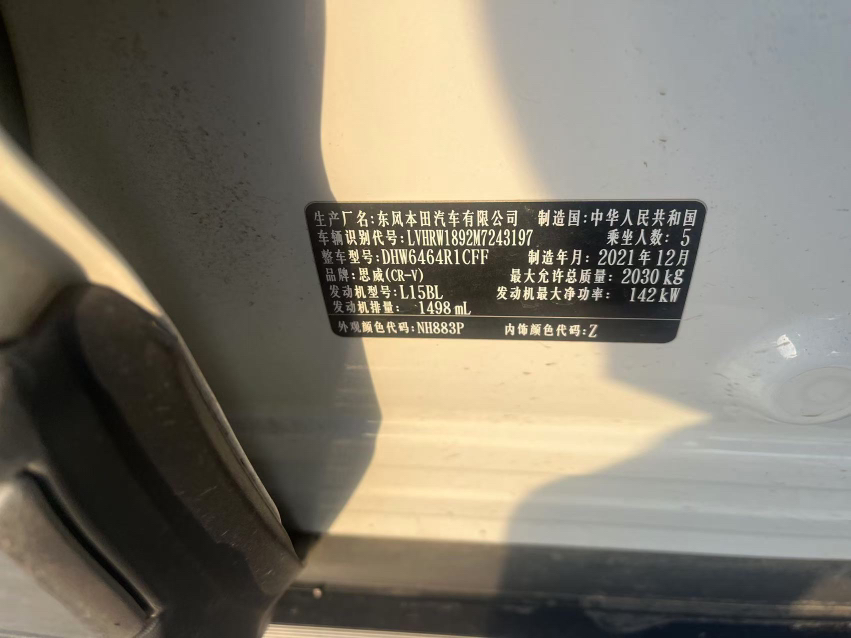 生产厂名:东风本田汽车有限公司 制造国:中华人民共和国
车辆识别代号:LVHRW1892M7243197 乘坐人数:5
整车型号:DHW6464R1CFF 制造年月:2021年12月
品牌:思威(CR-V) 最大允许总质量:2030kg
发动机型号:L15BL 发动机最大净功率:142kW
发动机排量:1498mL
外观颜色代码:NH883P 内饰颜色代码:Z